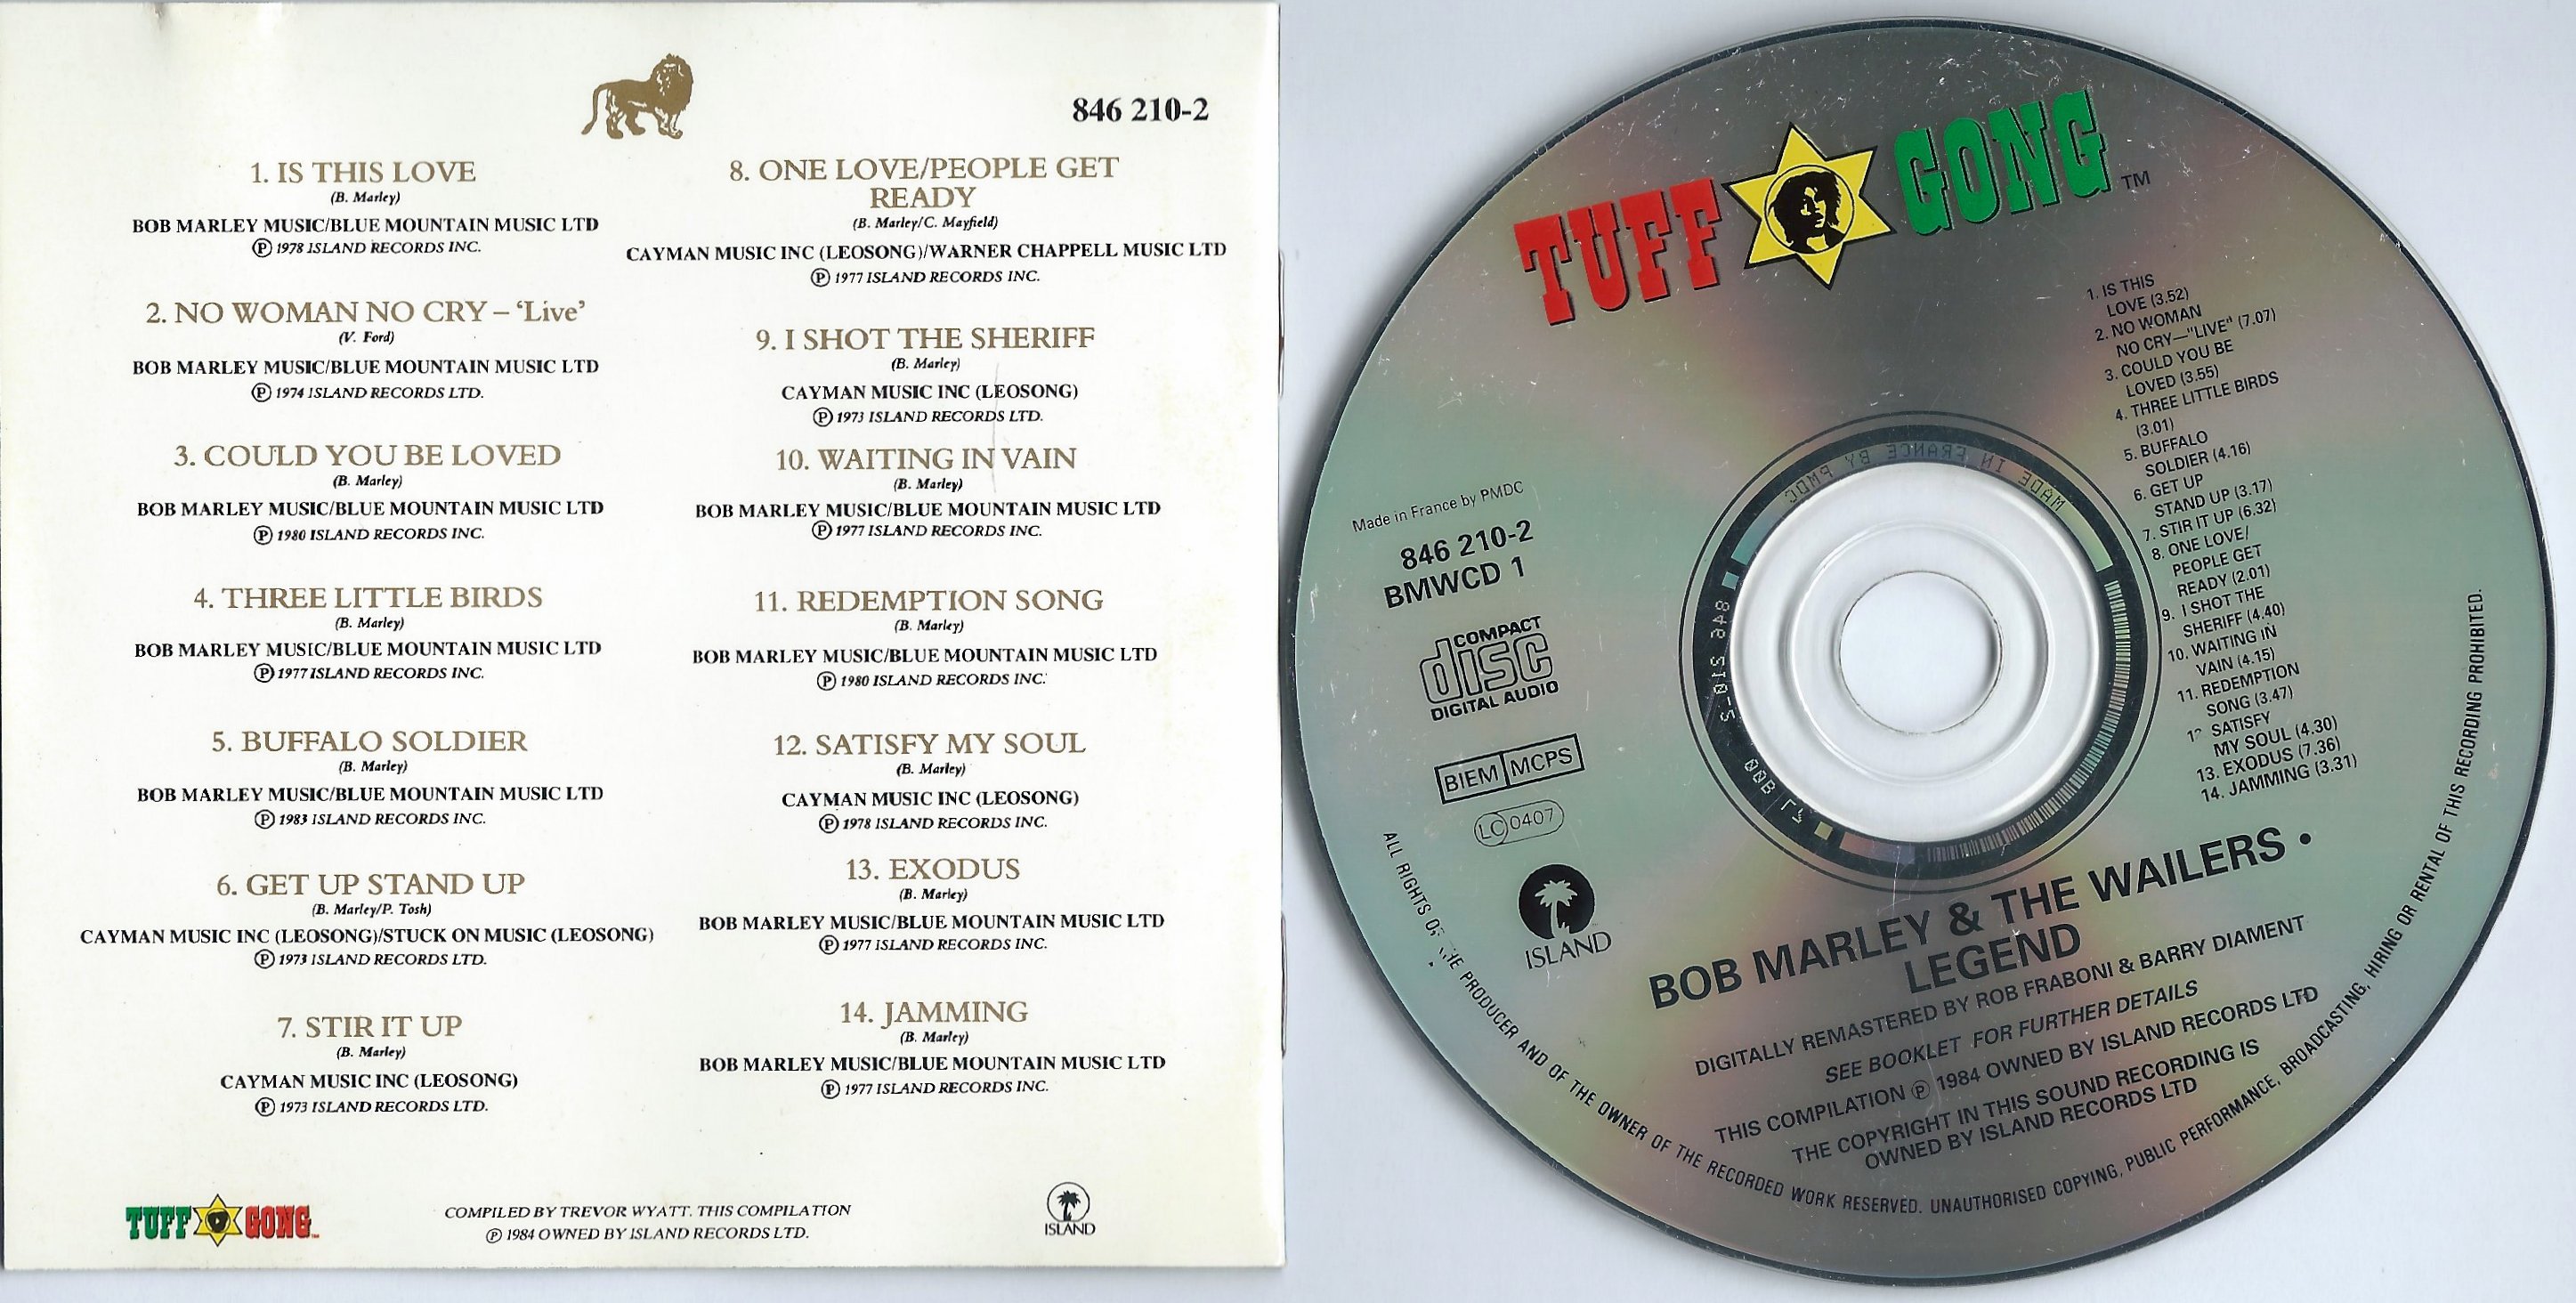 846 210-2
1. IS THIS LOVE
(B. Marley)
BOB MARLEY MUSIC/BLUE MOUNTAIN MUSIC LTD
Ⓟ 1978 ISLAND RECORDS INC.
2. NO WOMAN NO CRY – ‘Live’
(V. Ford)
BOB MARLEY MUSIC/BLUE MOUNTAIN MUSIC LTD
Ⓟ 1974 ISLAND RECORDS LTD.
3. COULD YOU BE LOVED
(B. Marley)
BOB MARLEY MUSIC/BLUE MOUNTAIN MUSIC LTD
Ⓟ 1980 ISLAND RECORDS INC.
4. THREE LITTLE BIRDS
(B. Marley)
BOB MARLEY MUSIC/BLUE MOUNTAIN MUSIC LTD
Ⓟ 1977 ISLAND RECORDS INC.
5. BUFFALO SOLDIER
(B. Marley)
BOB MARLEY MUSIC/BLUE MOUNTAIN MUSIC LTD
Ⓟ 1983 ISLAND RECORDS INC.
6. GET UP STAND UP
(B. Marley/P. Tosh)
CAYMAN MUSIC INC (LEOSONG)/STUCK ON MUSIC (LEOSONG)
Ⓟ 1973 ISLAND RECORDS LTD.
7. STIR IT UP
(B. Marley)
CAYMAN MUSIC INC (LEOSONG)
Ⓟ 1973 ISLAND RECORDS LTD.
8. ONE LOVE/PEOPLE GET
READY
(B. Marley/C. Mayfield)
CAYMAN MUSIC INC (LEOSONG)/WARNER CHAPPELL MUSIC LTD
Ⓟ 1977 ISLAND RECORDS INC.
9. I SHOT THE SHERIFF
(B. Marley)
CAYMAN MUSIC INC (LEOSONG)
Ⓟ 1973 ISLAND RECORDS LTD.
10. WAITING IN VAIN
(B. Marley)
BOB MARLEY MUSIC/BLUE MOUNTAIN MUSIC LTD
Ⓟ 1977 ISLAND RECORDS INC.
11. REDEMPTION SONG
(B. Marley)
BOB MARLEY MUSIC/BLUE MOUNTAIN MUSIC LTD
Ⓟ 1980 ISLAND RECORDS INC.
12. SATISFY MY SOUL
(B. Marley)
CAYMAN MUSIC INC (LEOSONG)
Ⓟ 1978 ISLAND RECORDS INC.
13. EXODUS
(B. Marley)
BOB MARLEY MUSIC/BLUE MOUNTAIN MUSIC LTD
Ⓟ 1977 ISLAND RECORDS INC.
14. JAMMING
(B. Marley)
BOB MARLEY MUSIC/BLUE MOUNTAIN MUSIC LTD
Ⓟ 1977 ISLAND RECORDS INC.
TUFF GONG
COMPILED BY TREVOR WYATT. THIS COMPILATION
Ⓟ 1984 OWNED BY ISLAND RECORDS LTD.
ISLAND
TUFF GONG TM
1. IS THIS
LOVE (3.52)
2. NO WOMAN
NO CRY—"LIVE" (7.07)
3. COULD YOU BE
LOVED (3.55)
4. THREE LITTLE BIRDS
(3.01)
5. BUFFALO
SOLDIER (4.16)
6. GET UP
STAND UP (3.17)
7. STIR IT UP (6.32)
8. ONE LOVE/
PEOPLE GET
READY (2.01)
9. I SHOT THE
SHERIFF (4.40)
10. WAITING IN
VAIN (4.15)
11. REDEMPTION
SONG (3.47)
SATISFY
MY SOUL (4.30)
13. EXODUS (7.36)
14. JAMMING (3.31)
Made in France by PMDC
846 210-2
BMWCD 1
COMPACT
disc
DIGITAL AUDIO
BIEM MCPS
LC 0407
ISLAND
MADE IN FRANCE BY PMDC
BOB MARLEY & THE WAILERS •
LEGEND
DIGITALLY REMASTERED BY ROB FRABONI & BARRY DIAMENT
SEE BOOKLET FOR FURTHER DETAILS
THIS COMPILATION Ⓟ 1984 OWNED BY ISLAND RECORDS LTD
THE COPYRIGHT IN THIS SOUND RECORDING IS
OWNED BY ISLAND RECORDS LTD
ALL RIGHTS OF THE PRODUCER AND OF THE OWNER OF THE RECORDED WORK RESERVED. UNAUTHORISED COPYING, PUBLIC PERFORMANCE, BROADCASTING, HIRING OR RENTAL OF THIS RECORDING PROHIBITED.